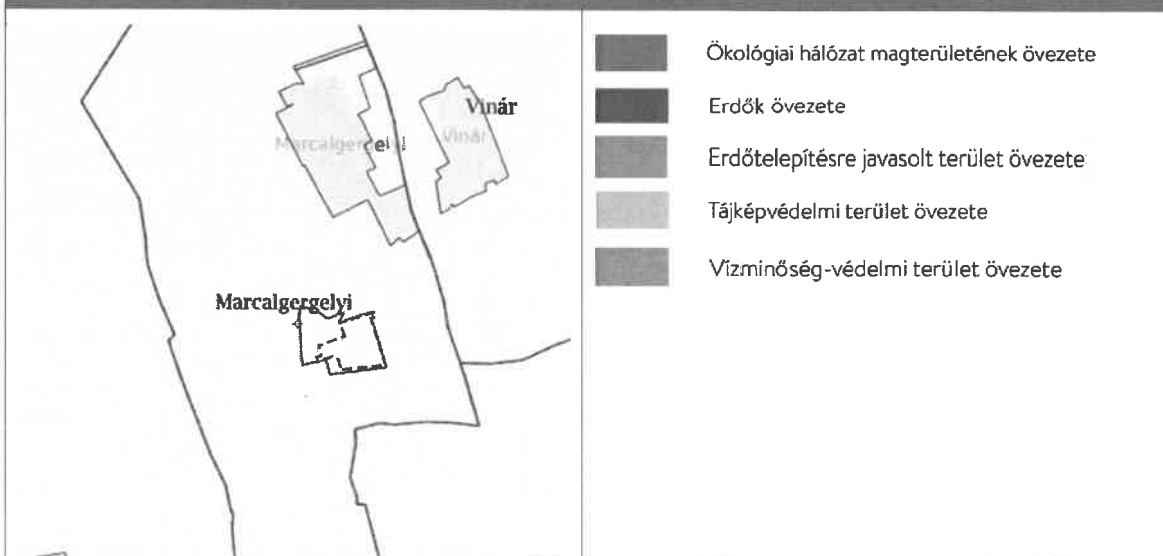 Vinár
Marcalgergelyi
Vinár
Marcalgergelyi
Ökológiai hálózat magterületének övezete
Erdők övezete
Erdőtelepítésre javasolt terület övezete
Tájképvédelmi terület övezete
Vízminőség-védelmi terület övezete